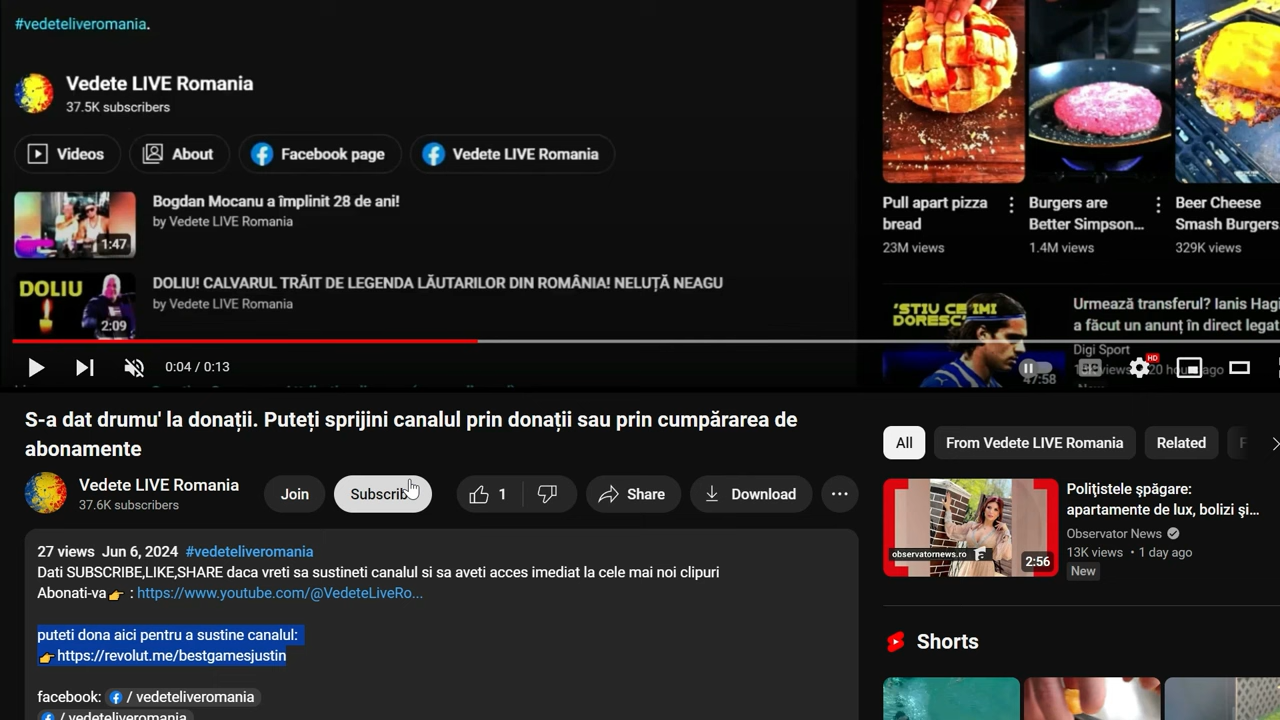 #vedeteliveromania.
Vedete LIVE Romania
37.5K subscribers
Videos
About
Facebook page
Vedete LIVE Romania
Bogdan Mocanu a împlinit 28 de ani!
by Vedete LIVE Romania
1:47
DOLIU! CALVARUL TRĂIT DE LEGENDA LĂUTARILOR DIN ROMÂNIA! NELUȚĂ NEAGU
by Vedete LIVE Romania
DOLIU
2:09
0:04 / 0:13
HD
Pull apart pizza
bread
23M views
Burgers are
Better Simpson...
1.4M views
Beer Cheese
Smash Burgers
329K views
'ȘTIU CE ÎMI
DORESC'
47:58
Urmează transferul? Ianis Hagi
a făcut un anunț în direct legat
Digi Sport
20 hours ago
New
S-a dat drumu' la donații. Puteți sprijini canalul prin donații sau prin cumpărarea de
abonamente
Vedete LIVE Romania
37.6K subscribers
Join
Subscrib
1
Share
Download
27 views Jun 6, 2024 #vedeteliveromania
Dati SUBSCRIBE,LIKE,SHARE daca vreti sa sustineti canalul si sa aveti acces imediat la cele mai noi clipuri
Abonati-va👉 : https://www.youtube.com/@VedeteLiveRo...
puteti dona aici pentru a sustine canalul:
👉https://revolut.me/bestgamesjustin
facebook: / vedeteliveromania
/ vedeteliveromania
All
From Vedete LIVE Romania
Related
F
observatornews.ro
2:56
Polițistele șpăgare:
apartamente de lux, bolizi și...
Observator News
13K views • 1 day ago
New
Shorts